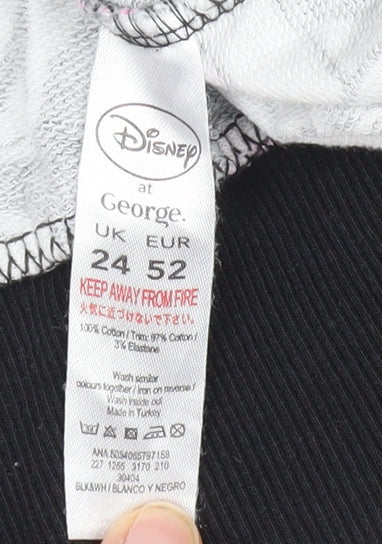 Disney
at
George.
UK EUR
24 52
KEEP AWAY FROM FIRE
火気に近づけないで下さい。
100% Cotton / Trim: 97% Cotton /
3% Elastane
Wash similar
colours together / Iron on reverse /
Wash inside out
Made in Turkey
ANA 5054065797158
227 1265 3170 210
30404
BLK&WH / BLANCO Y NEGRO